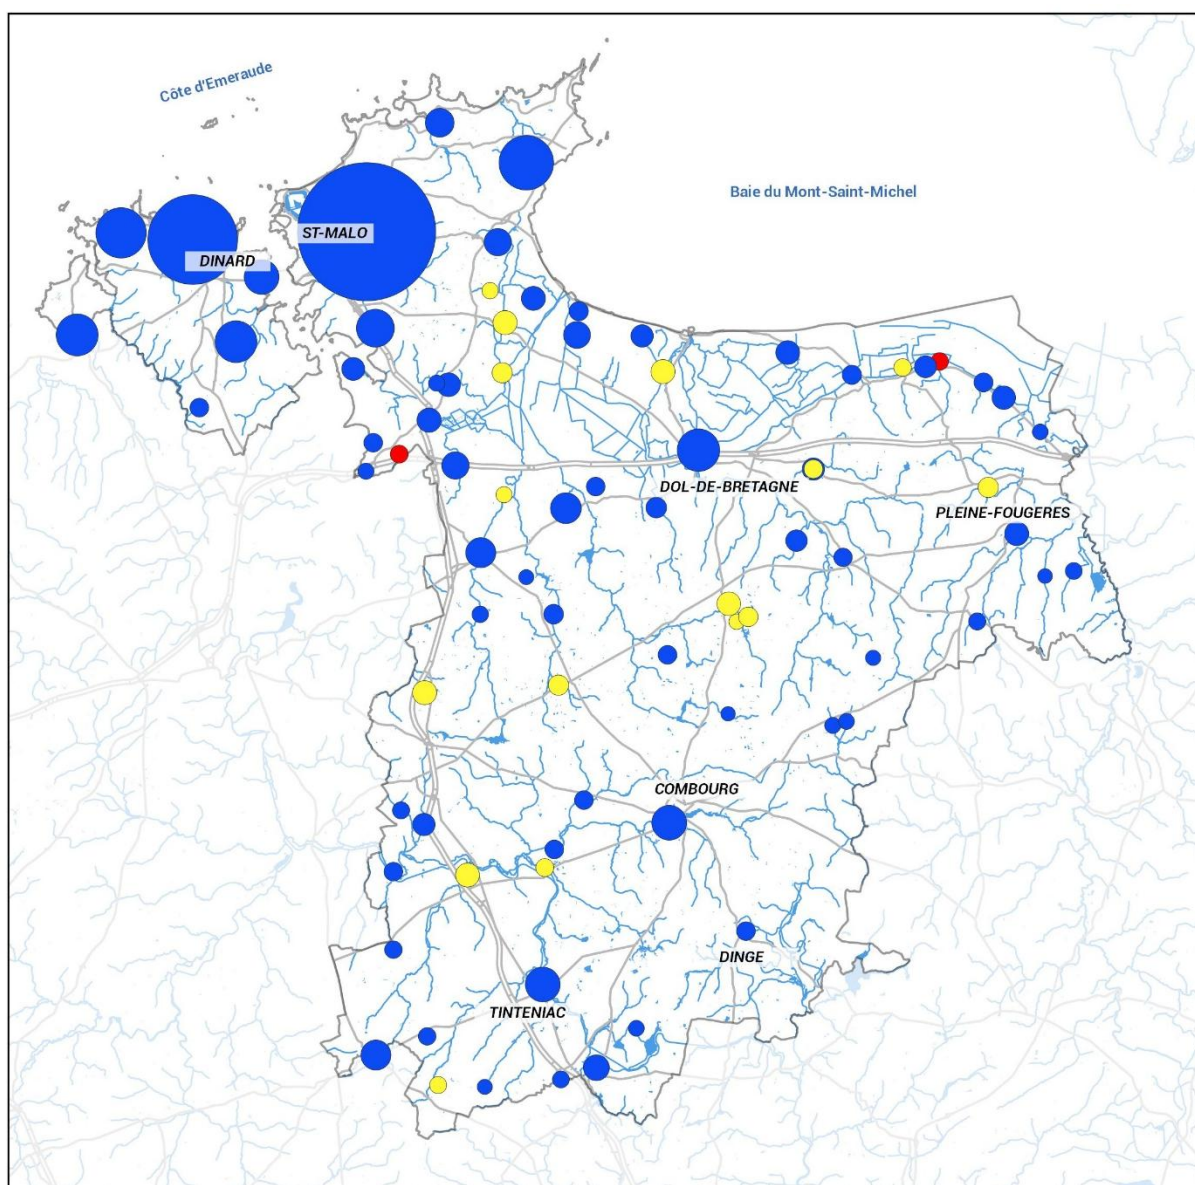 Côte d'Emeraude
Baie du Mont-Saint-Michel
ST-MALO
DINARD
DOL-DE-BRETAGNE
PLEINE-FOUGERES
COMBOURG
DINGE
TINTENIAC